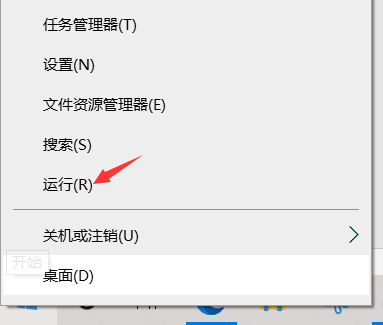 任务管理器(T)
设置(N)
文件资源管理器(E)
搜索(S)
运行(R)
关机或注销(U)
开始
桌面(D)